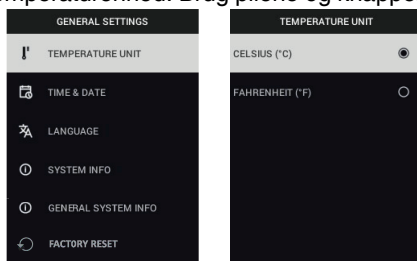 GENERAL SETTINGS
TEMPERATURE UNIT
TIME & DATE
LANGUAGE
SYSTEM INFO
GENERAL SYSTEM INFO
FACTORY RESET
TEMPERATURE UNIT
CELSIUS (°C)
FAHRENHEIT (°F)